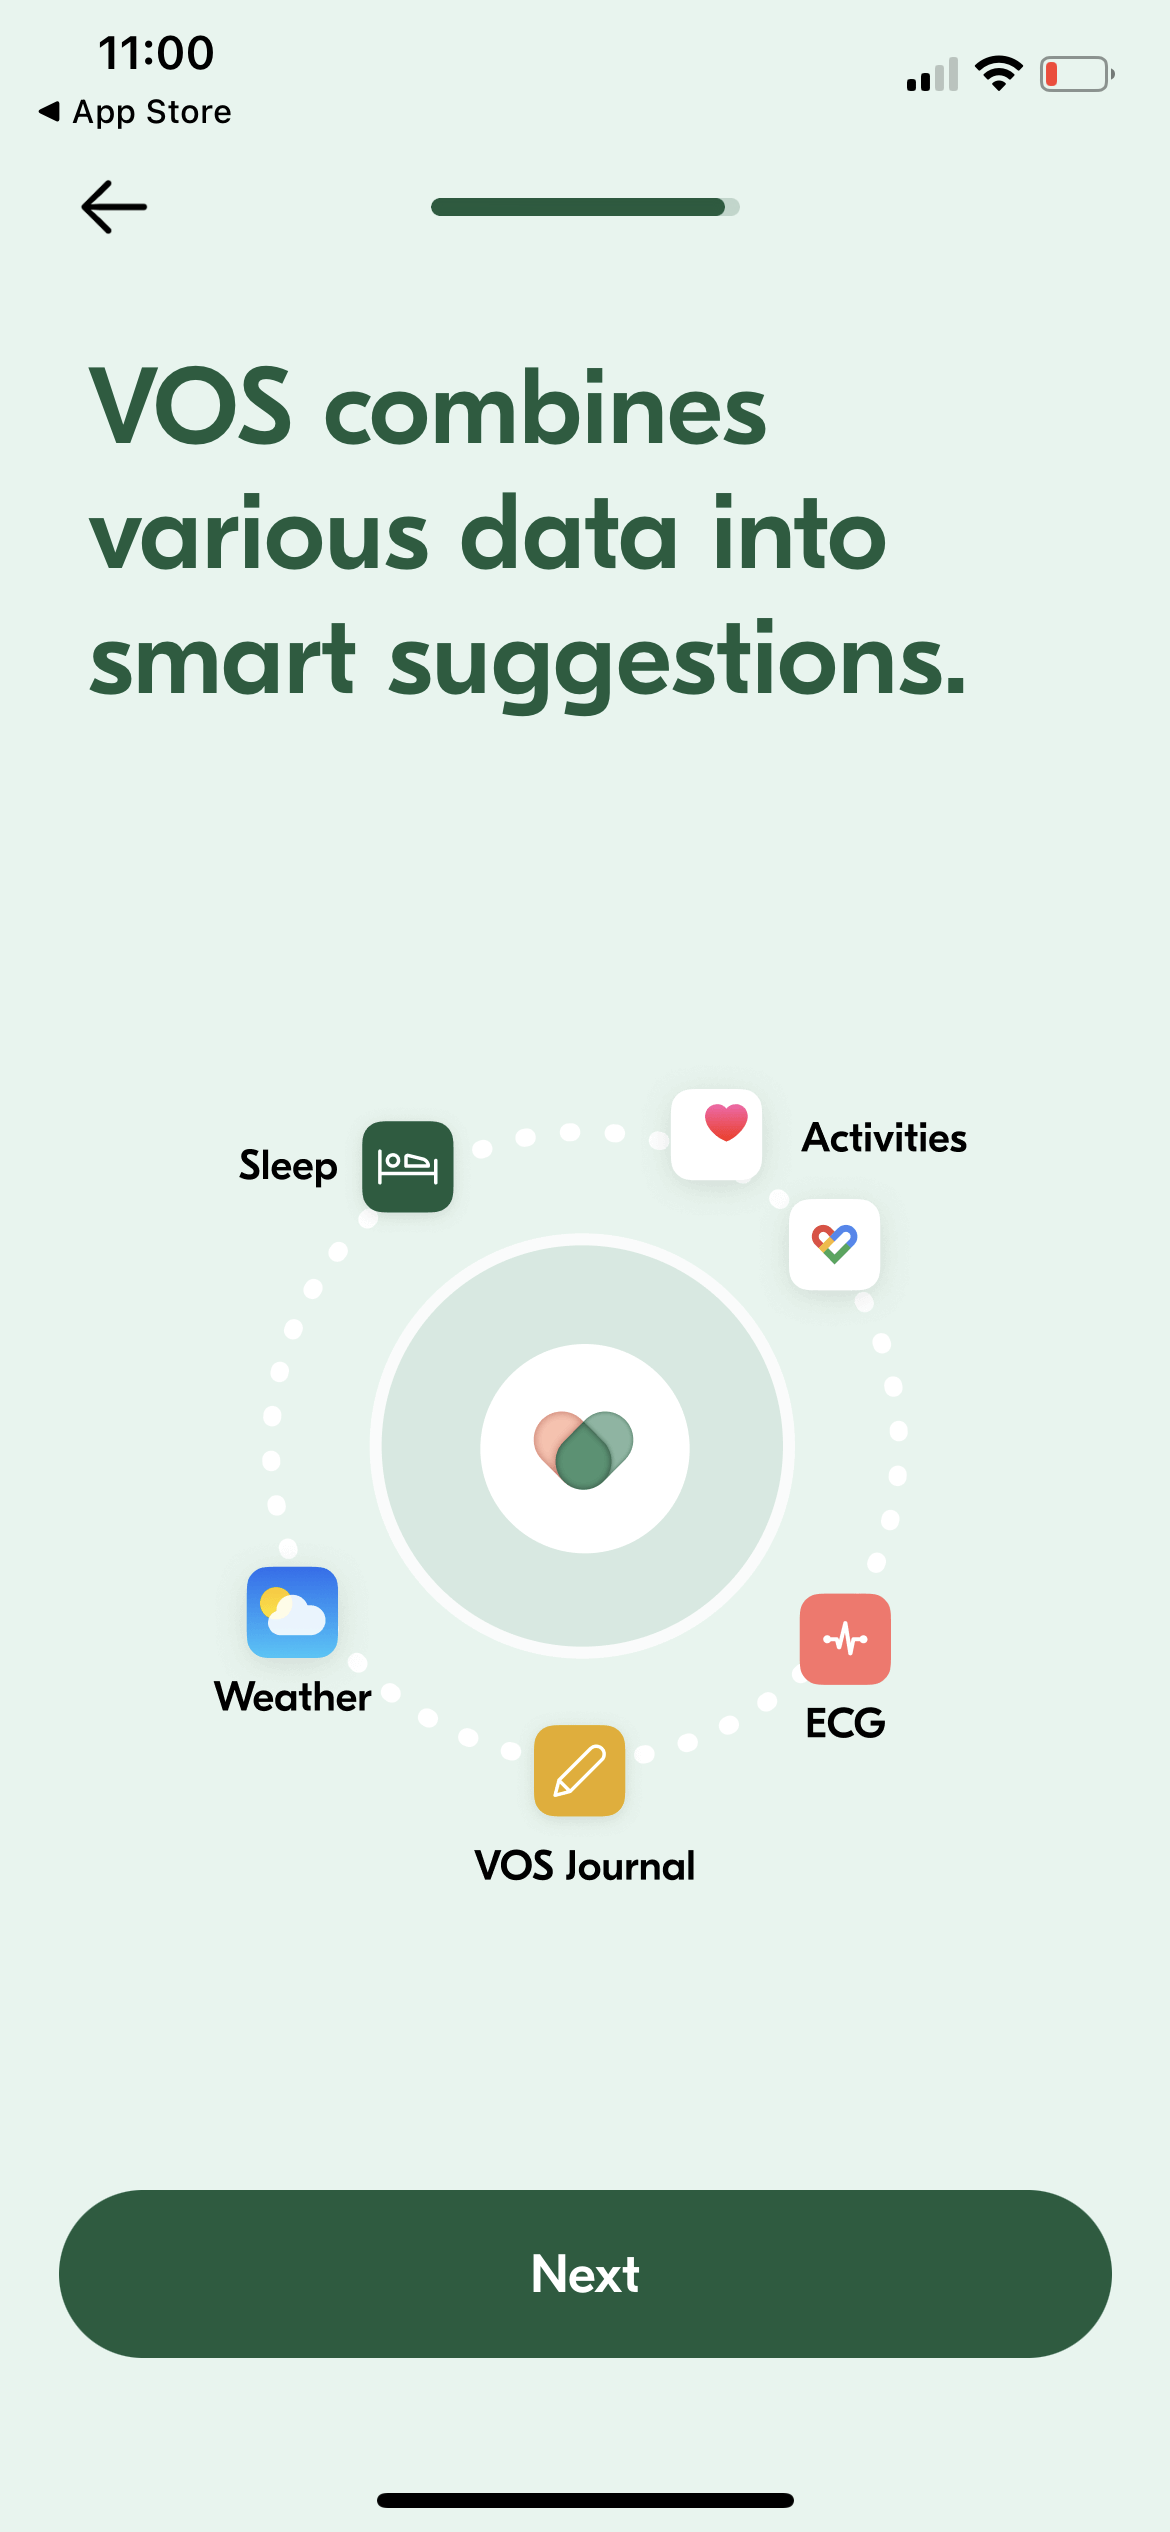 11:00
App Store
VOS combines
various data into
smart suggestions.
Activities
Sleep
Weather
ECG
VOS Journal
Next